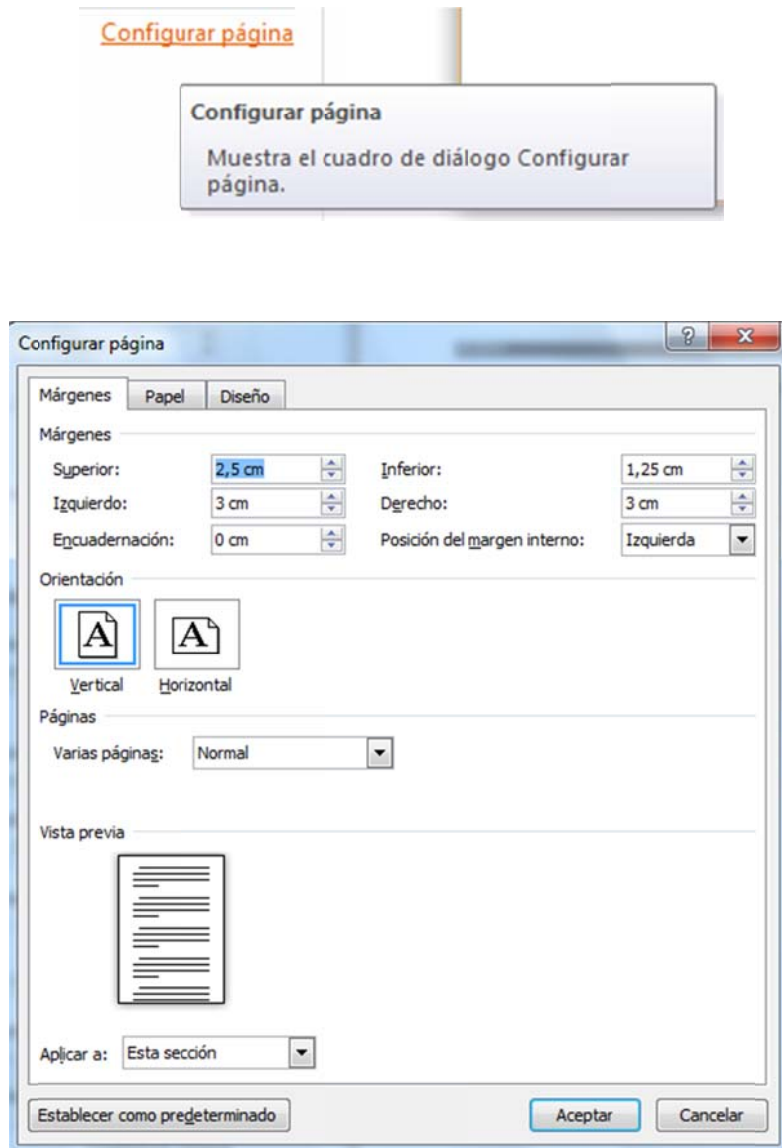 Configurar página
Configurar página
Muestra el cuadro de diálogo Configurar
página.
Configurar página
Márgenes Papel Diseño
Márgenes
Superior: 2,5 cm Inferior: 1,25 cm
Izquierdo: 3 cm Derecho: 3 cm
Encuadernación: 0 cm Posición del margen interno: Izquierda
Orientación
A A
Vertical Horizontal
Páginas
Varias páginas: Normal
Vista previa
Aplicar a: Esta sección
Establecer como predeterminado Aceptar Cancelar